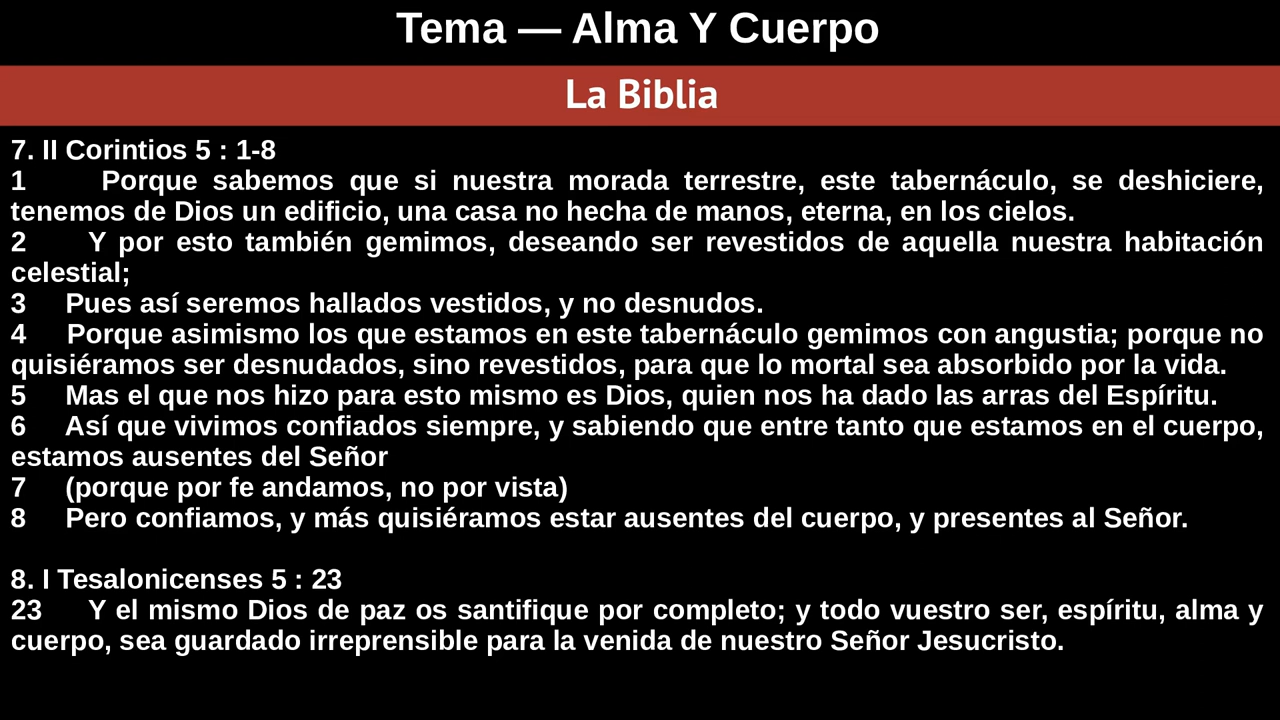 Tema — Alma Y Cuerpo
La Biblia
7. II Corintios 5 : 1-8
1 Porque sabemos que si nuestra morada terrestre, este tabernáculo, se deshiciere,
tenemos de Dios un edificio, una casa no hecha de manos, eterna, en los cielos.
2 Y por esto también gemimos, deseando ser revestidos de aquella nuestra habitación
celestial;
3 Pues así seremos hallados vestidos, y no desnudos.
4 Porque asimismo los que estamos en este tabernáculo gemimos con angustia; porque no
quisiéramos ser desnudados, sino revestidos, para que lo mortal sea absorbido por la vida.
5 Mas el que nos hizo para esto mismo es Dios, quien nos ha dado las arras del Espíritu.
6 Así que vivimos confiados siempre, y sabiendo que entre tanto que estamos en el cuerpo,
estamos ausentes del Señor
7 (porque por fe andamos, no por vista)
8 Pero confiamos, y más quisiéramos estar ausentes del cuerpo, y presentes al Señor.
8. I Tesalonicenses 5 : 23
23 Y el mismo Dios de paz os santifique por completo; y todo vuestro ser, espíritu, alma y
cuerpo, sea guardado irreprensible para la venida de nuestro Señor Jesucristo.